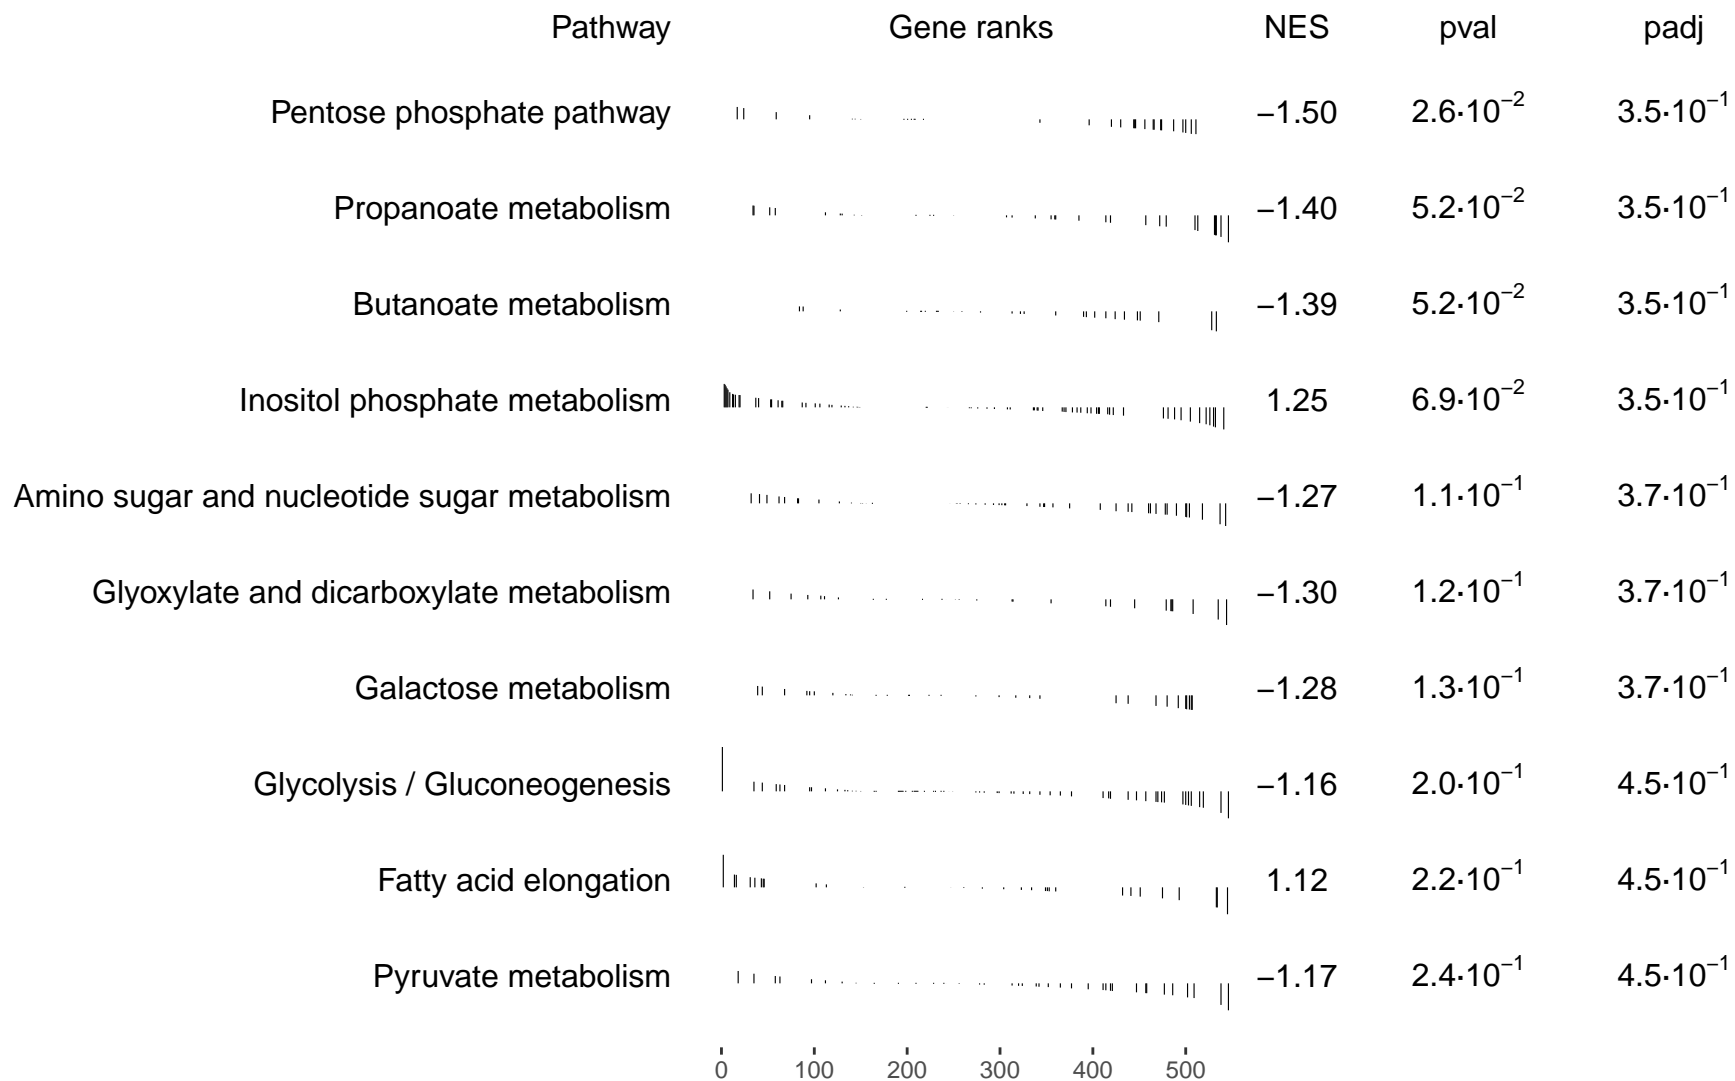 Pathway Gene ranks NES pval padj
Pentose phosphate pathway −1.50 2.6·10⁻² 3.5·10⁻¹
Propanoate metabolism −1.40 5.2·10⁻² 3.5·10⁻¹
Butanoate metabolism −1.39 5.2·10⁻² 3.5·10⁻¹
Inositol phosphate metabolism 1.25 6.9·10⁻² 3.5·10⁻¹
Amino sugar and nucleotide sugar metabolism −1.27 1.1·10⁻¹ 3.7·10⁻¹
Glyoxylate and dicarboxylate metabolism −1.30 1.2·10⁻¹ 3.7·10⁻¹
Galactose metabolism −1.28 1.3·10⁻¹ 3.7·10⁻¹
Glycolysis / Gluconeogenesis −1.16 2.0·10⁻¹ 4.5·10⁻¹
Fatty acid elongation 1.12 2.2·10⁻¹ 4.5·10⁻¹
Pyruvate metabolism −1.17 2.4·10⁻¹ 4.5·10⁻¹
0 100 200 300 400 500